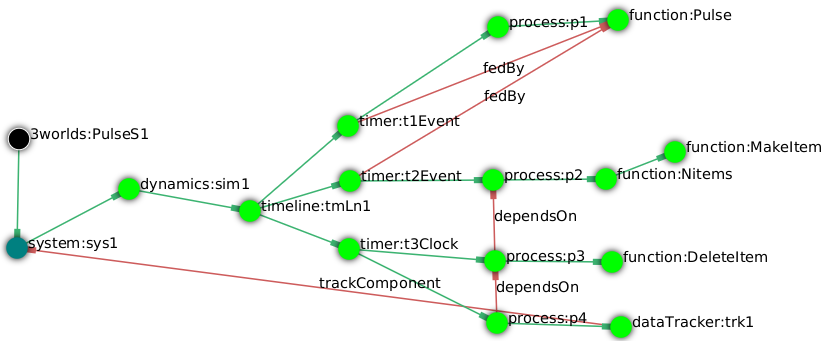 process:p1
function:Pulse
fedBy
fedBy
timer:t1Event
3worlds:PulseS1
function:MakeItem
dynamics:sim1
timer:t2Event
process:p2
function:Nitems
timeline:tmLn1
dependsOn
system:sys1
timer:t3Clock
process:p3
function:DeleteItem
trackComponent
dependsOn
process:p4
dataTracker:trk1